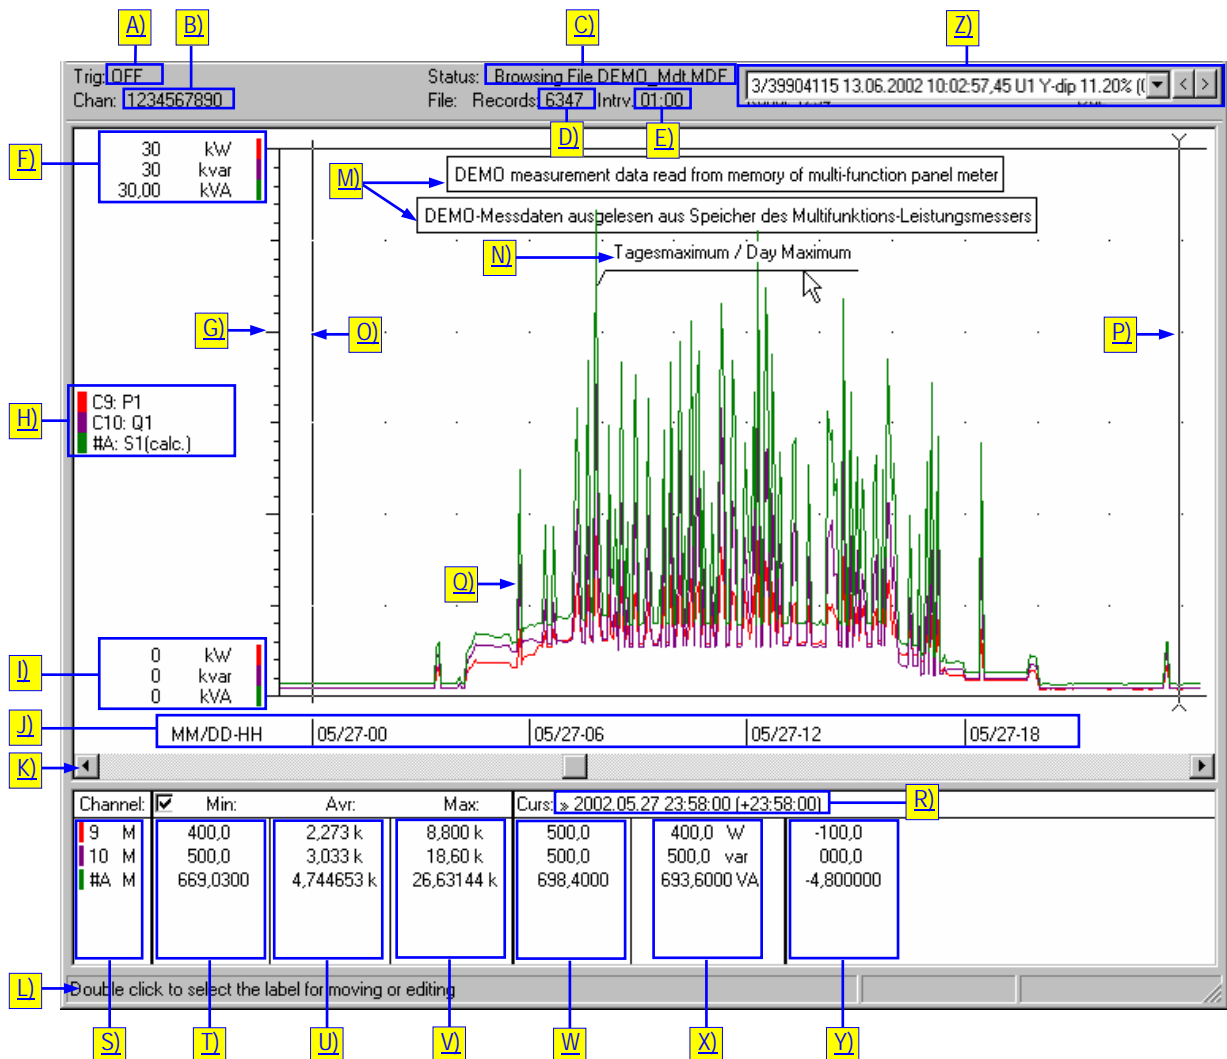 A) B) C) Z)
Trig: OFF Status: Browsing File DEMO_Mdt.MDF
3/39904115 13.06.2002 10:02:57,45 U1 Y-dip 11.20% ((
Chan: 1234567890 File: Records: 6347 Intrv. 01:00
D) E)
F) 30 kW
30 kvar
30,00 kVA
M) DEMO measurement data read from memory of multi-function panel meter
DEMO-Messdaten ausgelesen aus Speicher des Multifunktions-Leistungsmessers
N) Tagesmaximum / Day Maximum
G) O) P)
H) C9: P1
C10: Q1
#A: S1(calc.)
Q)
I) 0 kW
0 kvar
0 kVA
J) MM/DD-HH 05/27-00 05/27-06 05/27-12 05/27-18
K)
Channel: Min: Avr: Max: Curs: » 2002.05.27 23:58:00 (+23:58:00) R)
9 M 400,0 2,273 k 8,800 k 500,0 400,0 W -100,0
10 M 500,0 3,033 k 18,60 k 500,0 500,0 var 000,0
#A M 669,0300 4,744653 k 26,63144 k 698,4000 693,6000 VA -4,800000
L) Double click to select the label for moving or editing
S) T) U) V) W X) Y)